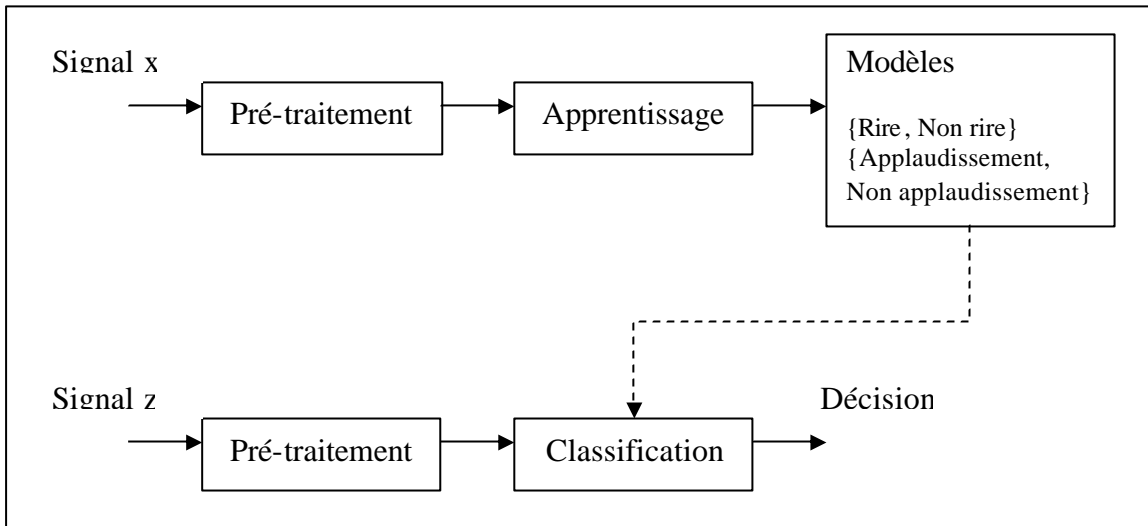 Signal x
Pré-traitement
Apprentissage
Modèles
{Rire, Non rire}
{Applaudissement,
Non applaudissement}
Signal z
Pré-traitement
Classification
Décision